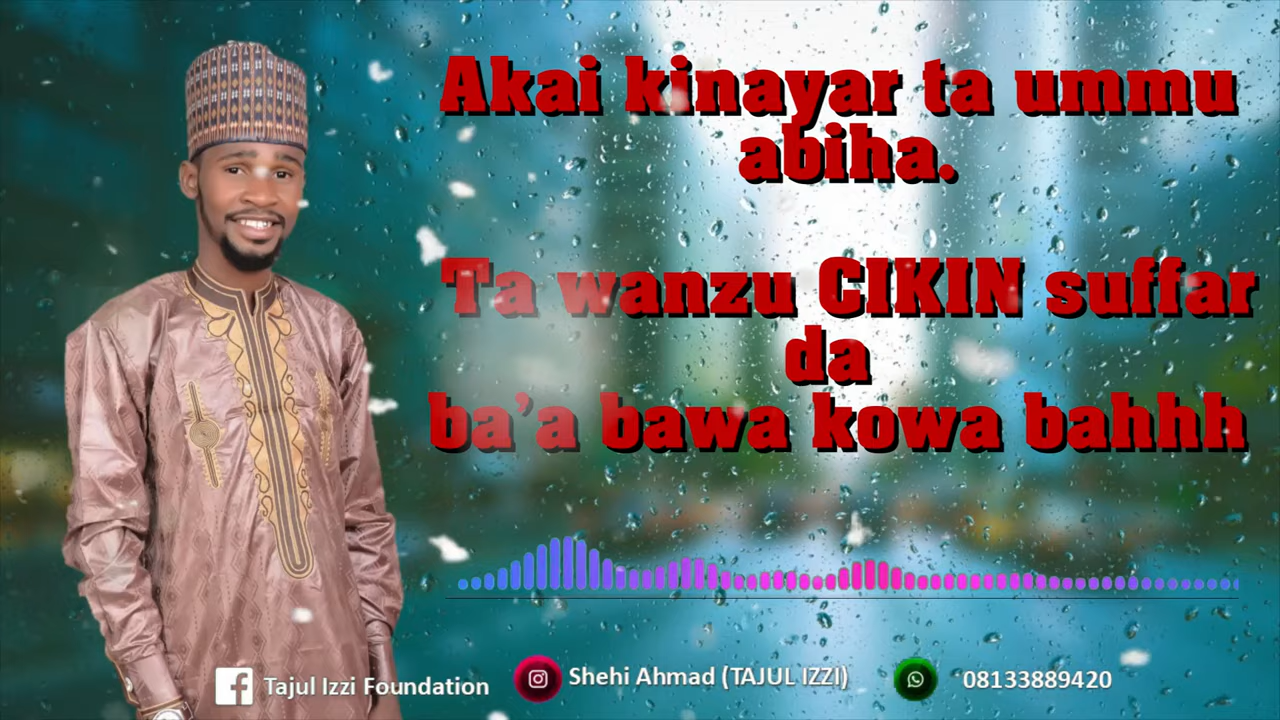 Akai kinayar ta ummu
abiha.
Ta wanzu CIKIN suffar
da
ba'a bawa kowa bahhh
Tajul Izzi Foundation
Shehi Ahmad (TAJUL IZZI)
08133889420